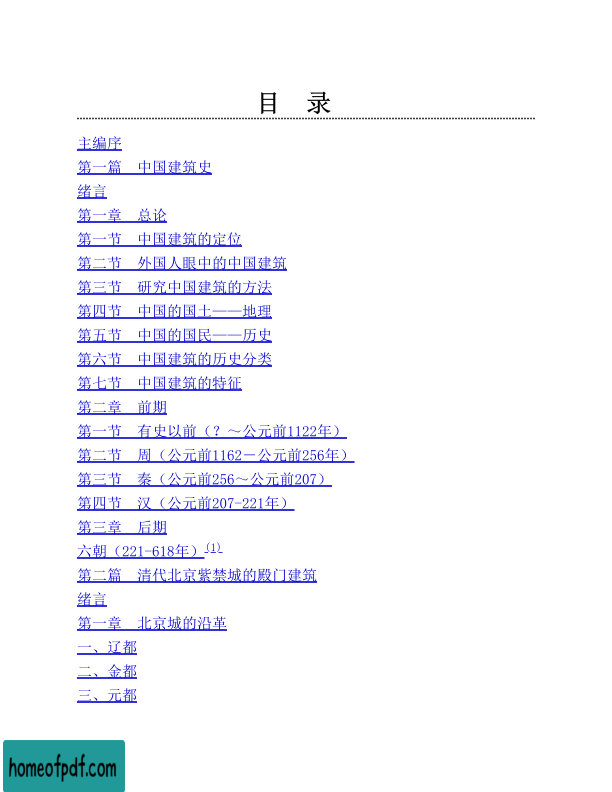 目 录
主编序
第一篇 中国建筑史
绪言
第一章 总论
第一节 中国建筑的定位
第二节 外国人眼中的中国建筑
第三节 研究中国建筑的方法
第四节 中国的国土——地理
第五节 中国的国民——历史
第六节 中国建筑的历史分类
第七节 中国建筑的特征
第二章 前期
第一节 有史以前（？～公元前1122年）
第二节 周（公元前1162－公元前256年）
第三节 秦（公元前256～公元前207）
第四节 汉（公元前207-221年）
第三章 后期
六朝（221-618年）(1)
第二篇 清代北京紫禁城的殿门建筑
绪言
第一章 北京城的沿革
一、辽都
二、金都
三、元都
homeofpdf.com